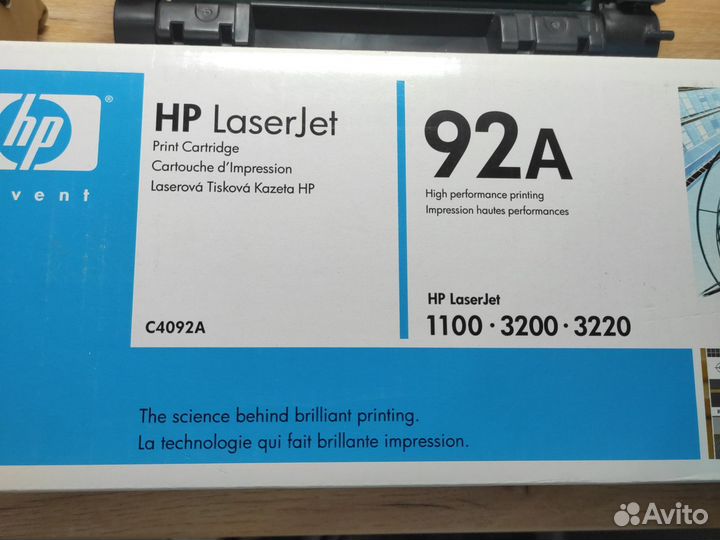 hp
®
vent
HP LaserJet
Print Cartridge
Cartouche d'Impression
Laserová Tisková Kazeta HP
C4092A
92A
High performance printing
Impression hautes performances
HP LaserJet
1100 · 3200 · 3220
The science behind brilliant printing.
La technologie qui fait brillante impression.
Avito